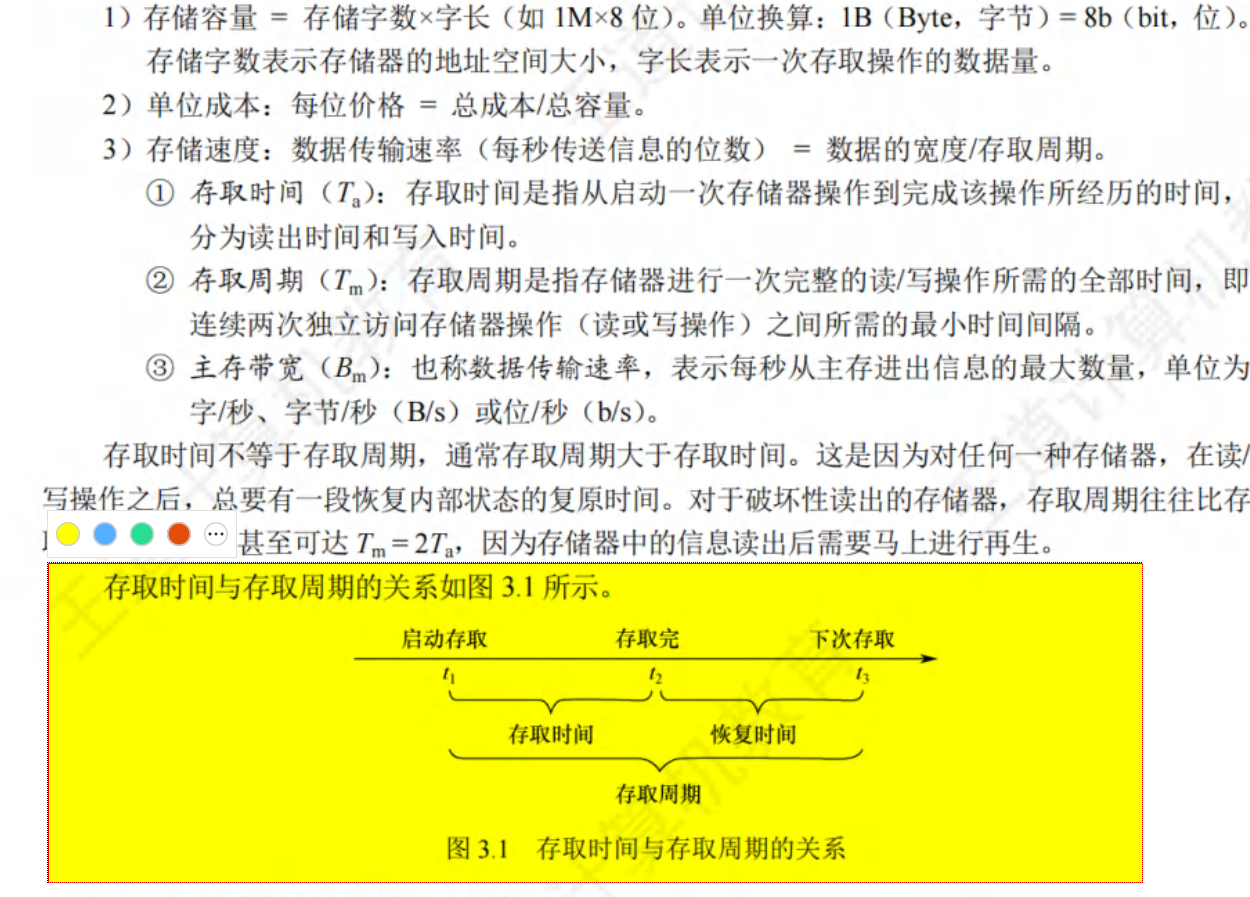 1）存储容量 = 存储字数×字长（如 1M×8 位）。单位换算：1B（Byte，字节）= 8b（bit，位）。
存储字数表示存储器的地址空间大小，字长表示一次存取操作的数据量。
2）单位成本：每位价格 = 总成本/总容量。
3）存储速度：数据传输速率（每秒传送信息的位数） = 数据的宽度/存取周期。
① 存取时间（Ta）：存取时间是指从启动一次存储器操作到完成该操作所经历的时间，
分为读出时间和写入时间。
② 存取周期（Tm）：存取周期是指存储器进行一次完整的读/写操作所需的全部时间，即
连续两次独立访问存储器操作（读或写操作）之间所需的最小时间间隔。
③ 主存带宽（Bm）：也称数据传输速率，表示每秒从主存进出信息的最大数量，单位为
字/秒、字节/秒（B/s）或位/秒（b/s）。
存取时间不等于存取周期，通常存取周期大于存取时间。这是因为对任何一种存储器，在读/
写操作之后，总要有一段恢复内部状态的复原时间。对于破坏性读出的存储器，存取周期往往比存
甚至可达 Tm = 2Ta，因为存储器中的信息读出后需要马上进行再生。
存取时间与存取周期的关系如图 3.1 所示。
启动存取 存取完 下次存取
t1 t2 t3
存取时间 恢复时间
存取周期
图 3.1 存取时间与存取周期的关系